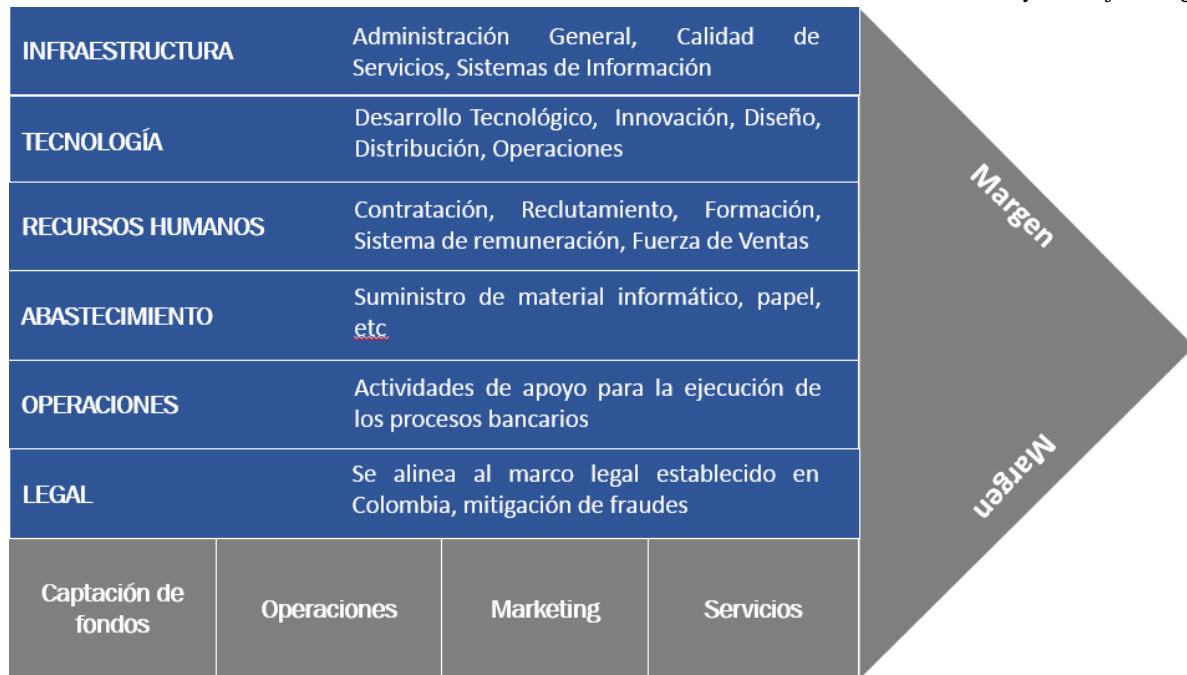 INFRAESTRUCTURA
Administración General, Calidad de
Servicios, Sistemas de Información
TECNOLOGÍA
Desarrollo Tecnológico, Innovación, Diseño,
Distribución, Operaciones
RECURSOS HUMANOS
Contratación, Reclutamiento, Formación,
Sistema de remuneración, Fuerza de Ventas
ABASTECIMIENTO
Suministro de material informático, papel,
etc
OPERACIONES
Actividades de apoyo para la ejecución de
los procesos bancarios
LEGAL
Se alinea al marco legal establecido en
Colombia, mitigación de fraudes
Captación de
fondos
Operaciones
Marketing
Servicios
Margen
Margen